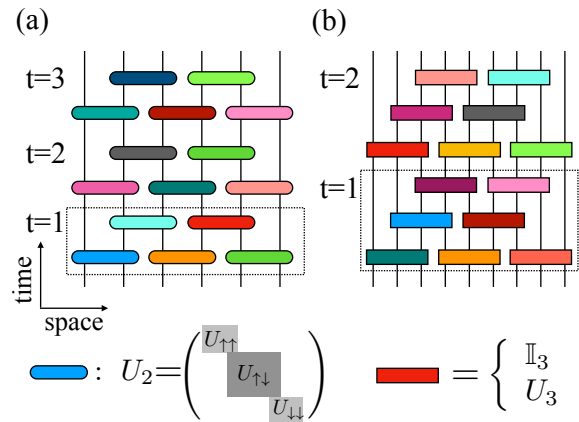 (a)
t=3
t=2
t=1
time
space
(b)
t=2
t=1
: U₂=( U↑↑ U↑↓ U↓↓ )
= { 𝕀₃
U₃